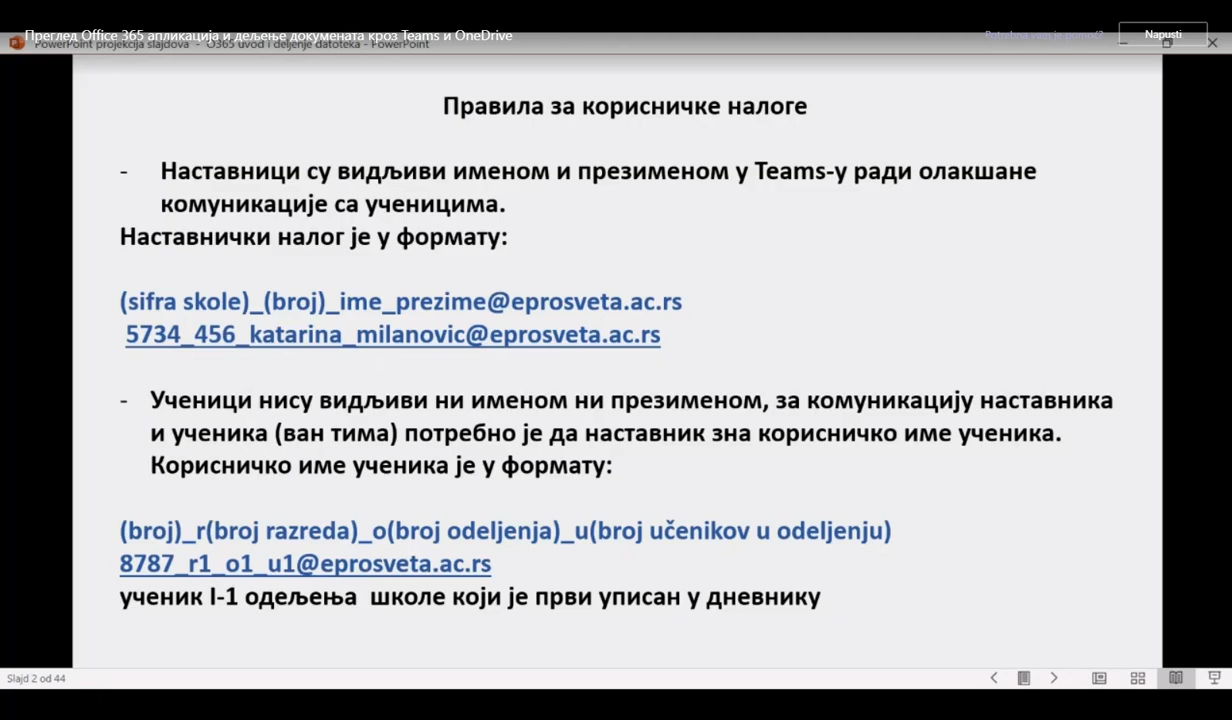 Преглед Office 365 апликација и дељење докумената кроз Teams и OneDrive
PowerPoint projekcija slajdova - O365 uvod i deljenje datoteka - PowerPoint
Napusti
Правила за корисничке налоге
- Наставници су видљиви именом и презименом у Teams-у ради олакшане
комуникације са ученицима.
Наставнички налог је у формату:
(sifra skole)_(broj)_ime_prezime@eprosveta.ac.rs
5734_456_katarina_milanovic@eprosveta.ac.rs
- Ученици нису видљиви ни именом ни презименом, за комуникацију наставника
и ученика (ван тима) потребно је да наставник зна корисничко име ученика.
Корисничко име ученика је у формату:
(broj)_r(broj razreda)_o(broj odeljenja)_u(broj učenikov u odeljenju)
8787_r1_o1_u1@eprosveta.ac.rs
ученик I-1 одељења школе који је први уписан у дневнику
Slajd 2 od 44